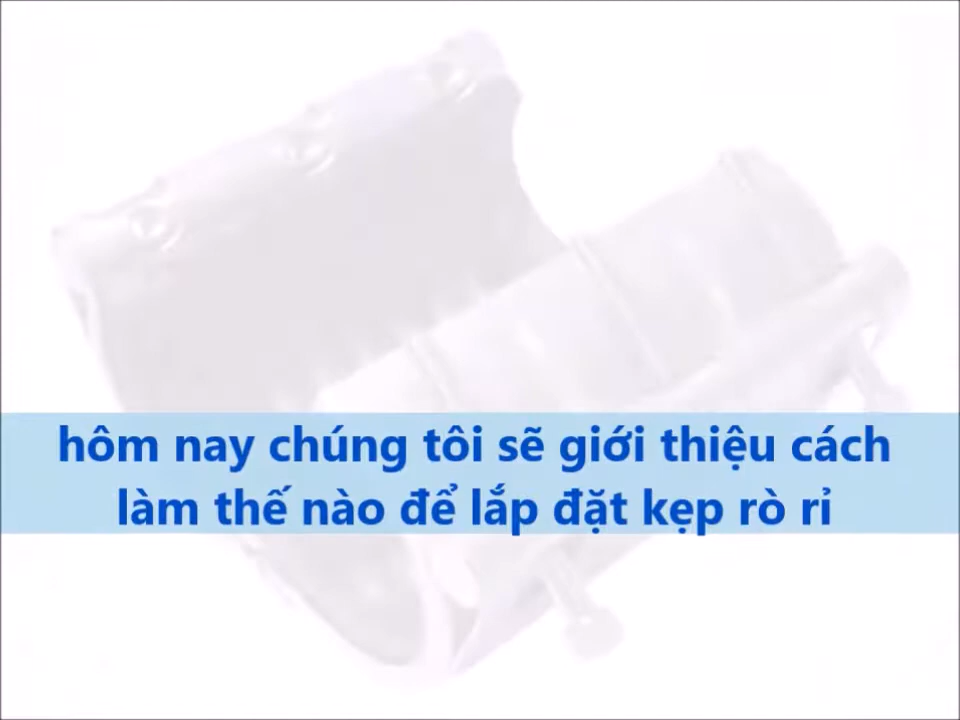 hôm nay chúng tôi sẽ giới thiệu cách
làm thế nào để lắp đặt kẹp rò rỉ